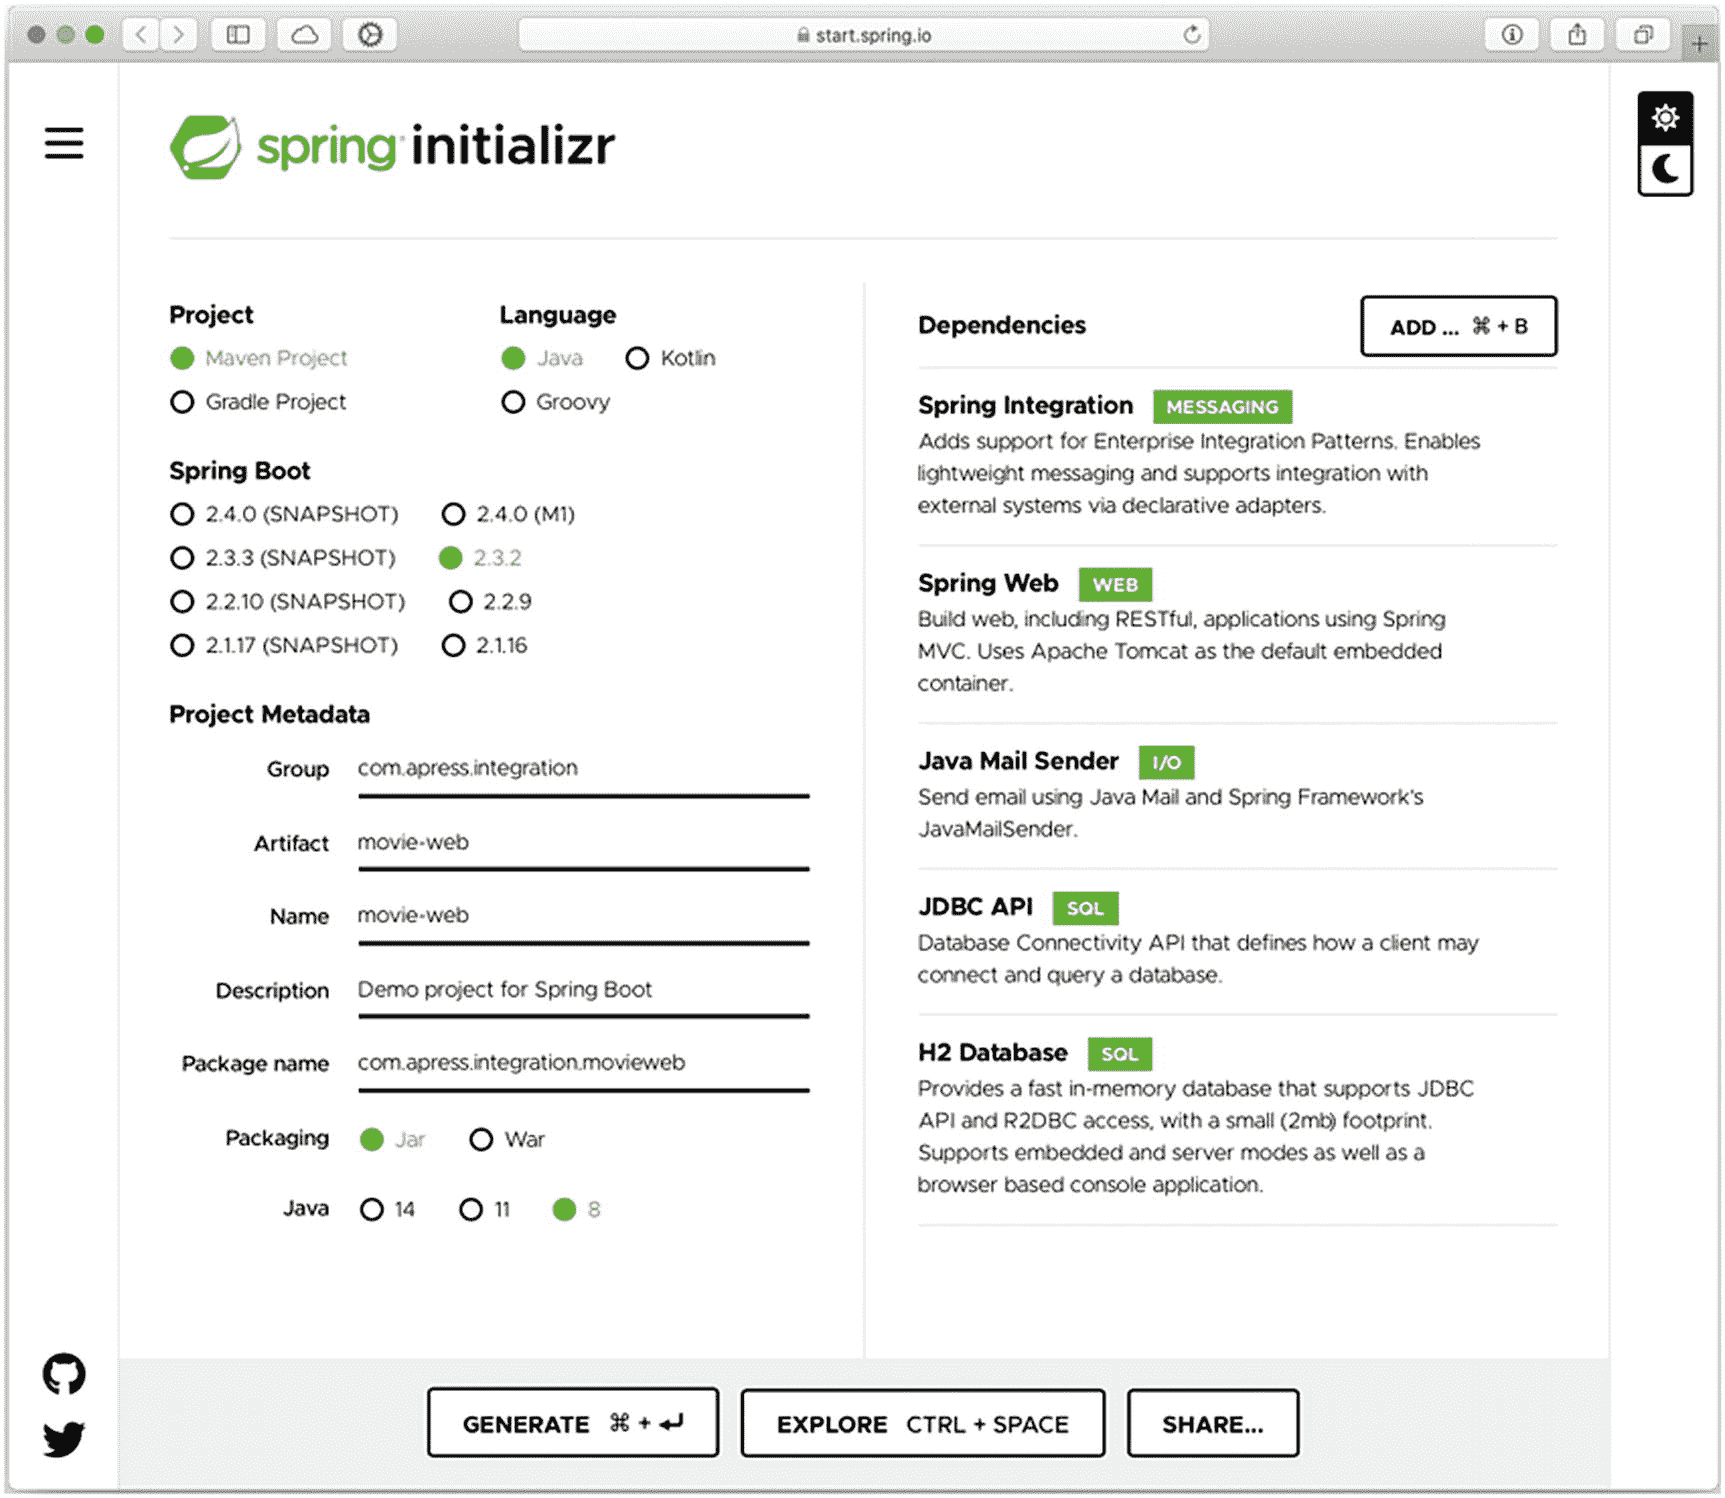 start.spring.io
spring initializr
Project
Maven Project
Gradle Project
Language
Java Kotlin
Groovy
Spring Boot
2.4.0 (SNAPSHOT) 2.4.0 (M1)
2.3.3 (SNAPSHOT) 2.3.2
2.2.10 (SNAPSHOT) 2.2.9
2.1.17 (SNAPSHOT) 2.1.16
Project Metadata
Group com.apress.integration
Artifact movie-web
Name movie-web
Description Demo project for Spring Boot
Package name com.apress.integration.movieweb
Packaging Jar War
Java 14 11 8
Dependencies ADD ... ⌘ + B
Spring Integration MESSAGING
Adds support for Enterprise Integration Patterns. Enables
lightweight messaging and supports integration with
external systems via declarative adapters.
Spring Web WEB
Build web, including RESTful, applications using Spring
MVC. Uses Apache Tomcat as the default embedded
container.
Java Mail Sender I/O
Send email using Java Mail and Spring Framework's
JavaMailSender.
JDBC API SQL
Database Connectivity API that defines how a client may
connect and query a database.
H2 Database SQL
Provides a fast in-memory database that supports JDBC
API and R2DBC access, with a small (2mb) footprint.
Supports embedded and server modes as well as a
browser based console application.
GENERATE ⌘ + ↵
EXPLORE CTRL + SPACE
SHARE...